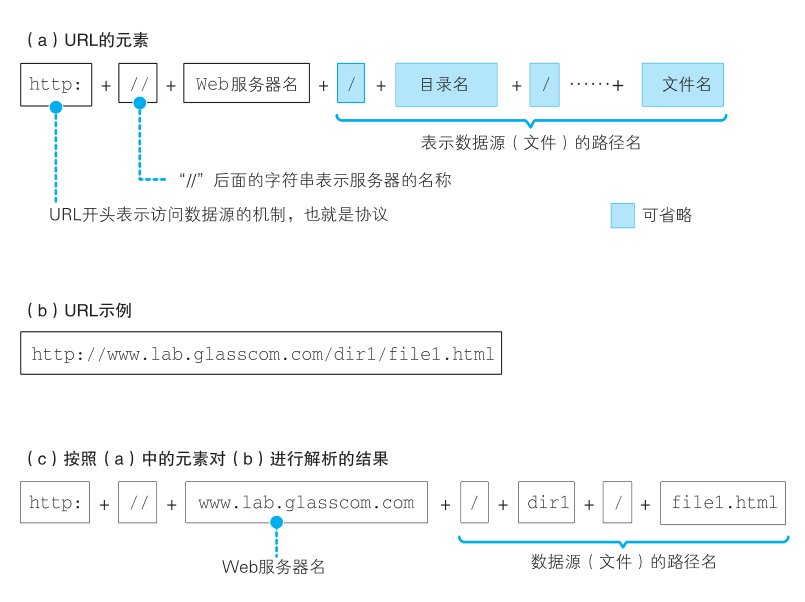 （a）URL的元素
http: + // + Web服务器名 + / + 目录名 + / ……+ 文件名
表示数据源（文件）的路径名
“//”后面的字符串表示服务器的名称
URL开头表示访问数据源的机制，也就是协议
可省略
（b）URL示例
http://www.lab.glasscom.com/dir1/file1.html
（c）按照（a）中的元素对（b）进行解析的结果
http: + // + www.lab.glasscom.com + / + dir1 + / + file1.html
数据源（文件）的路径名
Web服务器名